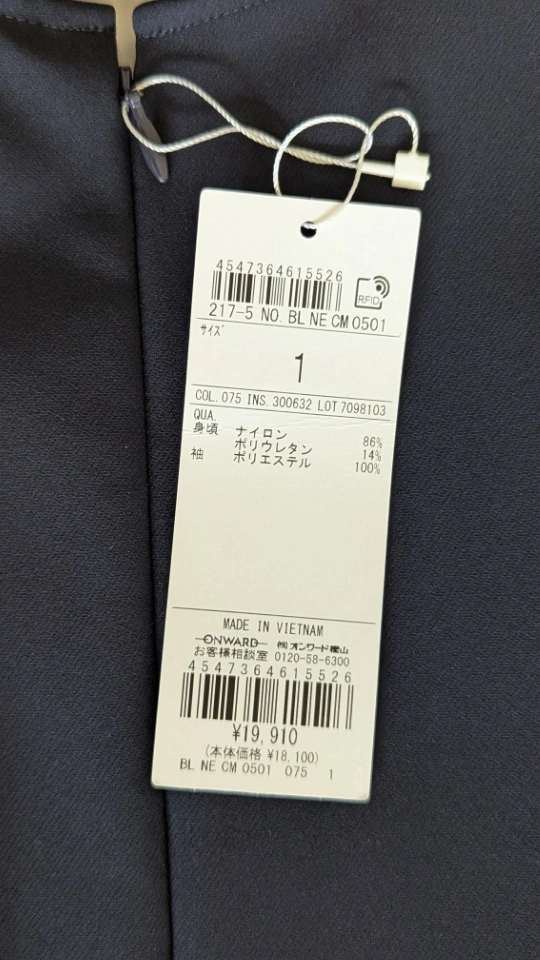 4547364615526
RFID
217-5 NO. BL NE CM 0501
サイズ
1
COL. 075 INS. 300632 LOT 7098103
QUA.
身頃 ナイロン 86%
ポリウレタン 14%
袖 ポリエステル 100%
MADE IN VIETNAM
ONWARD ㈱オンワード樫山
お客様相談室 0120-58-6300
4547364615526
¥19,910
(本体価格 ¥18,100)
BL NE CM 0501 075 1